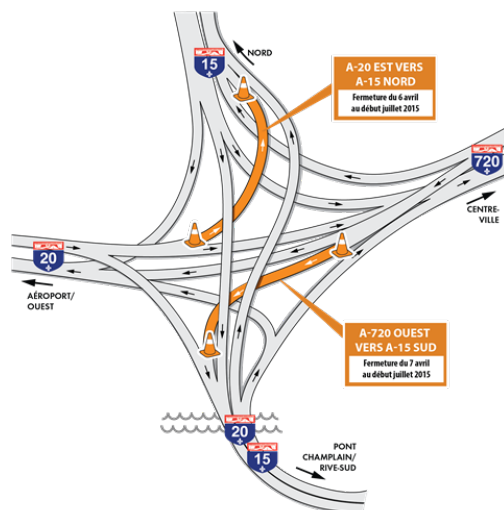 NORD
15
A-20 EST VERS
A-15 NORD
Fermeture du 6 avril
au début juillet 2015
720
CENTRE-
VILLE
20
AÉROPORT/
OUEST
A-720 OUEST
VERS A-15 SUD
Fermeture du 7 avril
au début juillet 2015
20
15
PONT
CHAMPLAIN/
RIVE-SUD